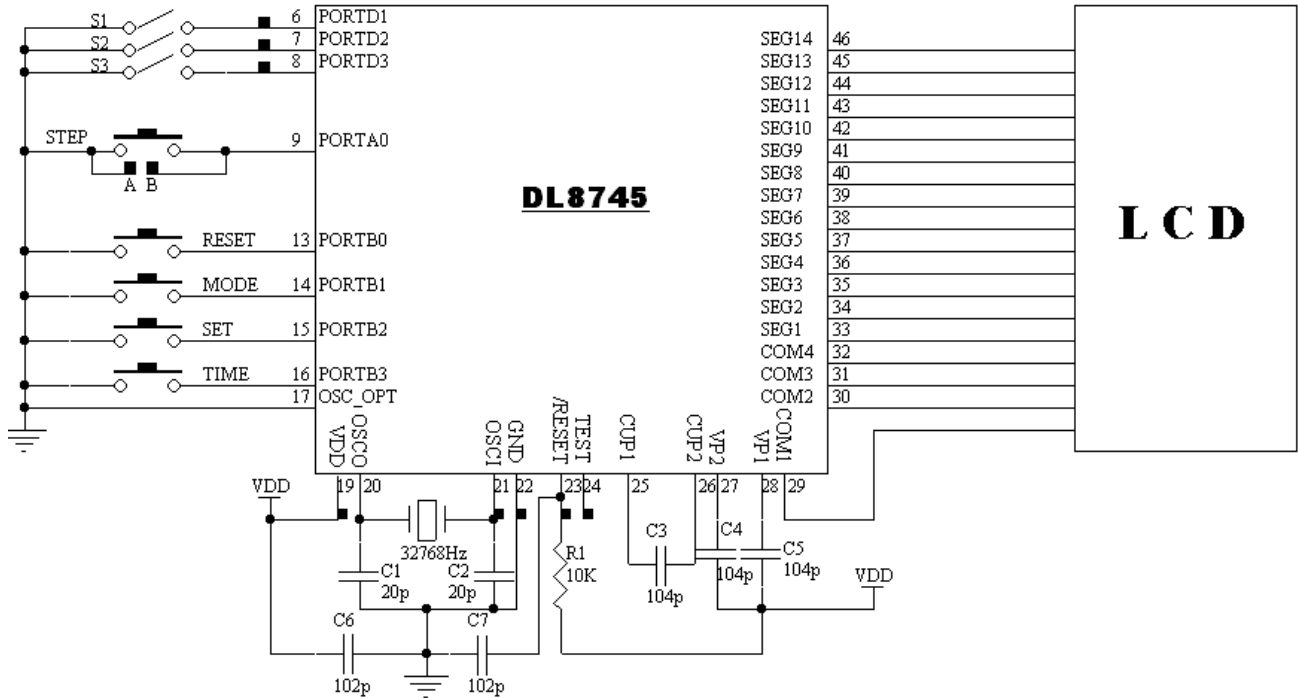 S1 6 PORTD1
S2 7 PORTD2
S3 8 PORTD3
STEP 9 PORTA0
A B
RESET 13 PORTB0
MODE 14 PORTB1
SET 15 PORTB2
TIME 16 PORTB3
17 OSC_OPT
DL8745
SEG14 46
SEG13 45
SEG12 44
SEG11 43
SEG10 42
SEG9 41
SEG8 40
SEG7 39
SEG6 38
SEG5 37
SEG4 36
SEG3 35
SEG2 34
SEG1 33
COM4 32
COM3 31
COM2 30
LCD
VDD OSCO OSCI GND /RESET TEST CUP1 CUP2 VP2 VP1 COM1
19 20 21 22 23 24 25 26 27 28 29
VDD
32768Hz
C1
20p
C2
20p
R1
10K
C3
104p
C4
104p
C5
104p
VDD
C6
102p
C7
102p